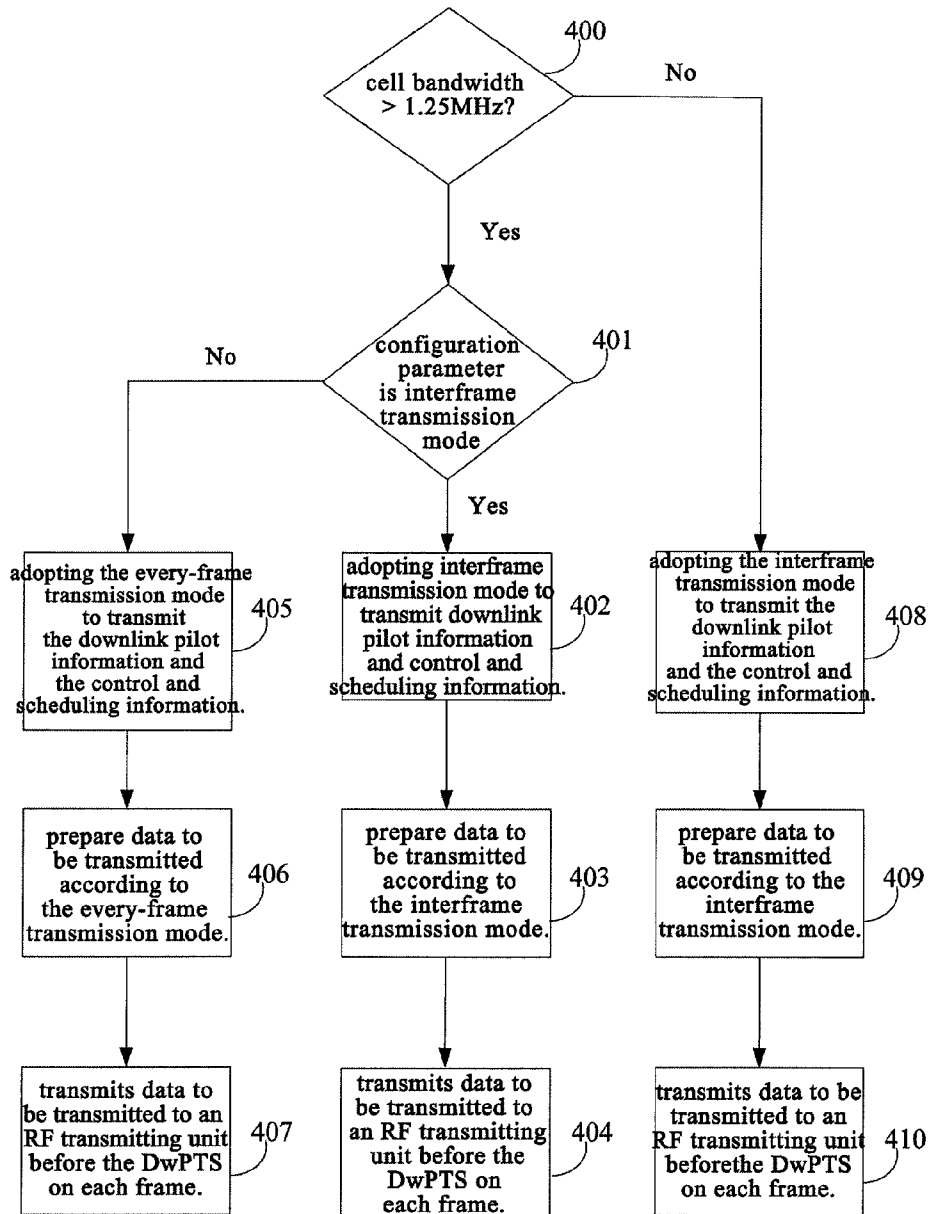 400
cell bandwidth
> 1.25MHz?
No
Yes
401
configuration
parameter
is interframe
transmission
mode
No
Yes
adopting the every-frame
transmission mode
to transmit
the downlink pilot
information and
the control and
scheduling information.
405
adopting interframe
transmission mode to
transmit downlink
pilot information
and control and
scheduling information.
402
adopting the interframe
transmission mode
to transmit the
downlink pilot
information
and the control and
scheduling information.
408
prepare data to
be transmitted
according to
the every-frame
transmission mode.
406
prepare data to
be transmitted
according to
the interframe
transmission mode.
403
prepare data to
be transmitted
according to the
interframe
transmission mode.
409
transmits data to
be transmitted to an
RF transmitting unit
before the DwPTS
on each frame.
407
transmits data to
be transmitted to
an RF transmitting
unit before the
DwPTS on
each frame.
404
transmits data to be
transmitted to an
RF transmitting unit
beforethe DwPTS
on each frame.
410